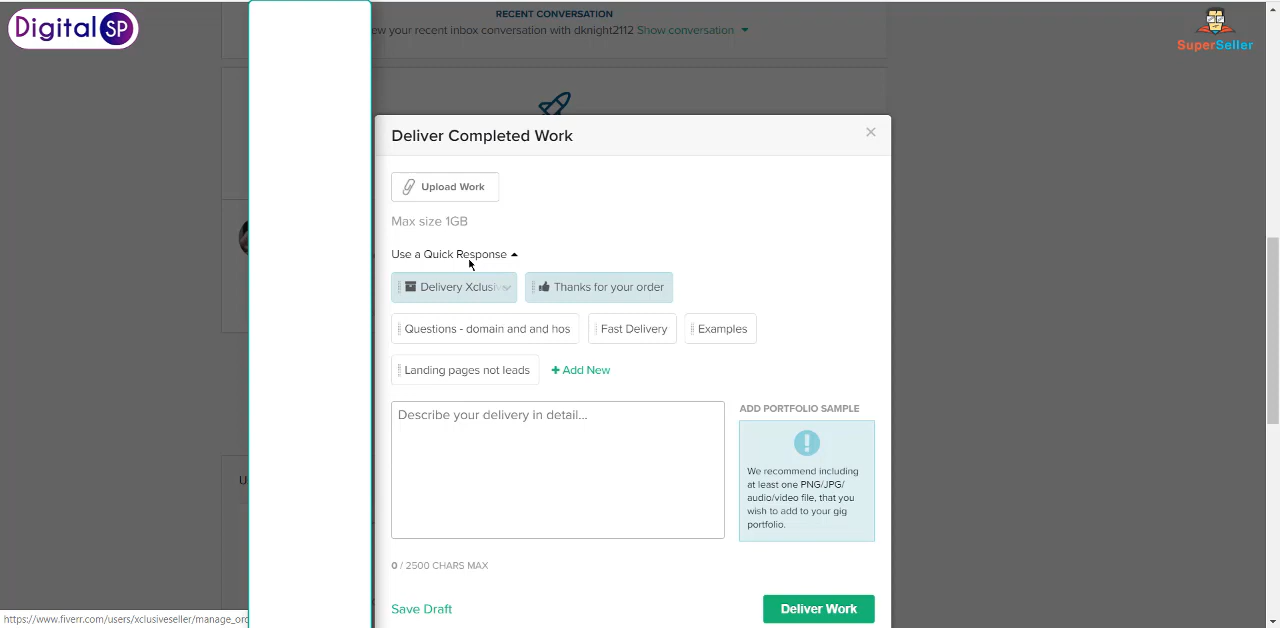 Digital SP
RECENT CONVERSATION
ew your recent inbox conversation with dknight2112 Show conversation
SuperSeller
Deliver Completed Work
Upload Work
Max size 1GB
Use a Quick Response
Delivery Xclusiv
Thanks for your order
Questions - domain and and hos
Fast Delivery
Examples
Landing pages not leads
+ Add New
Describe your delivery in detail...
ADD PORTFOLIO SAMPLE
We recommend including
at least one PNG/JPG/
audio/video file, that you
wish to add to your gig
portfolio.
U
0 / 2500 CHARS MAX
Save Draft
Deliver Work
https://www.fiverr.com/users/xclusiveseller/manage_ord